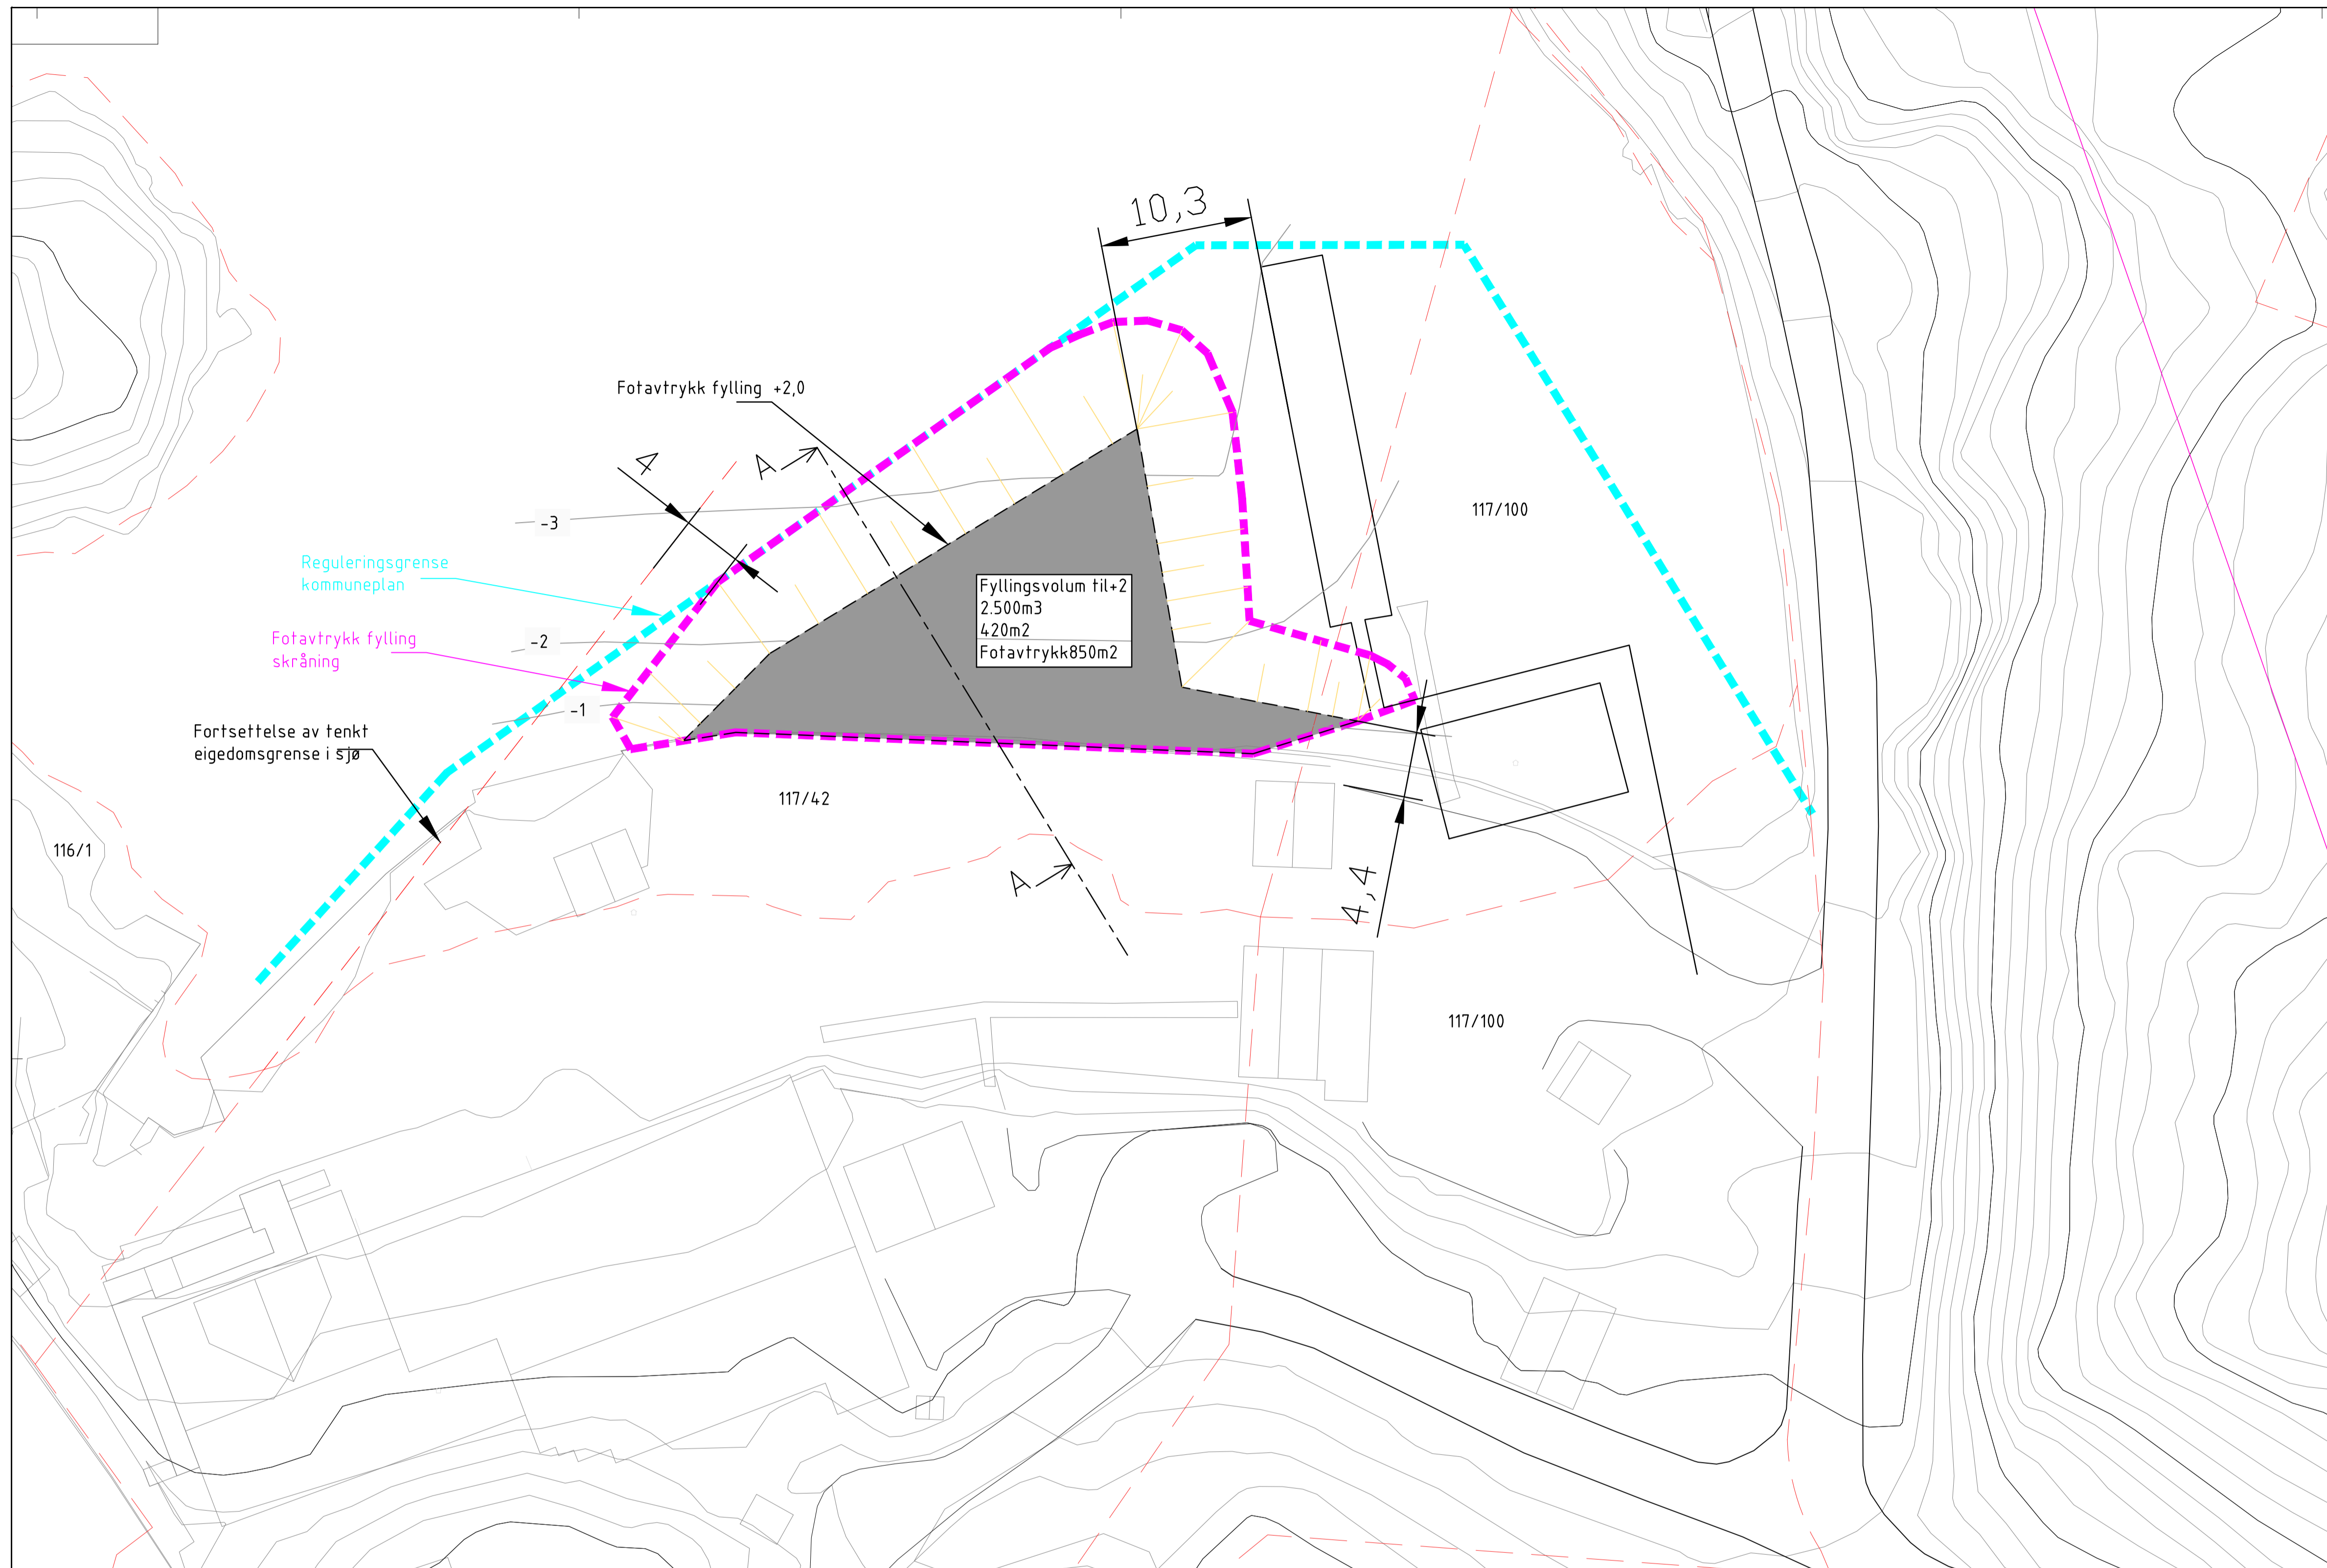 10,3
Fotavtrykk fylling +2,0
4
A
-3
117/100
Reguleringsgrense
kommuneplan
Fyllingsvolum til+2
2.500m3
420m2
Fotavtrykk850m2
-2
Fotavtrykk fylling
skråning
-1
Fortsettelse av tenkt
eigedomsgrense i sjø
117/42
116/1
A
4,4
117/100